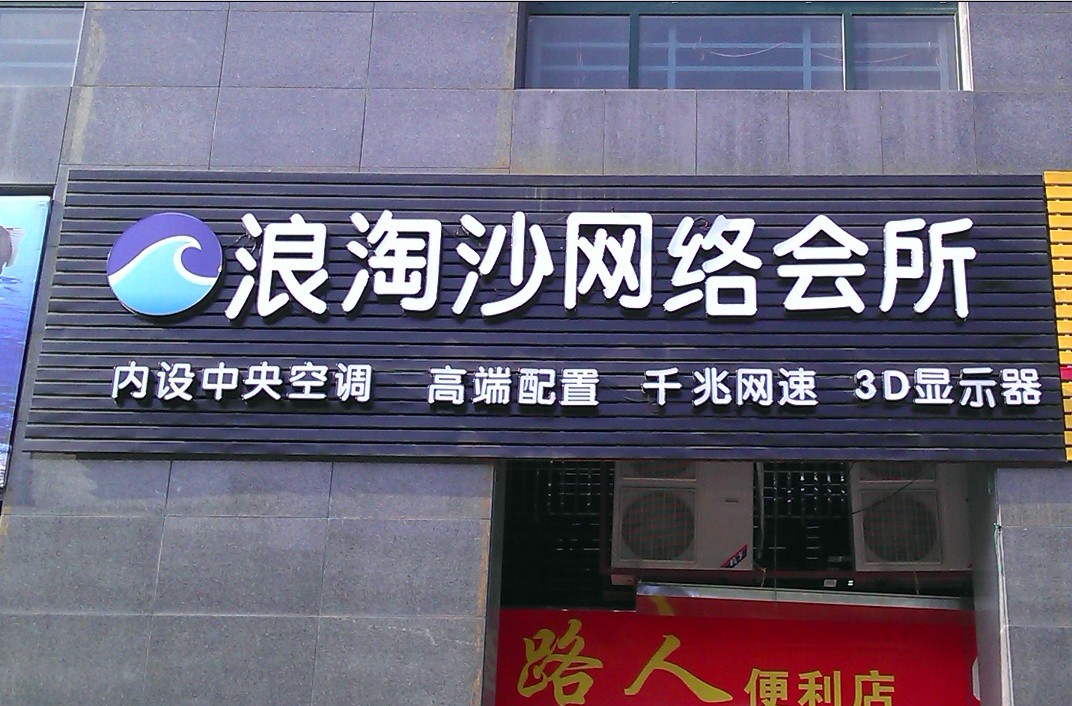 浪淘沙网络会所
内设中央空调 高端配置 千兆网速 3D显示器
路人便利店